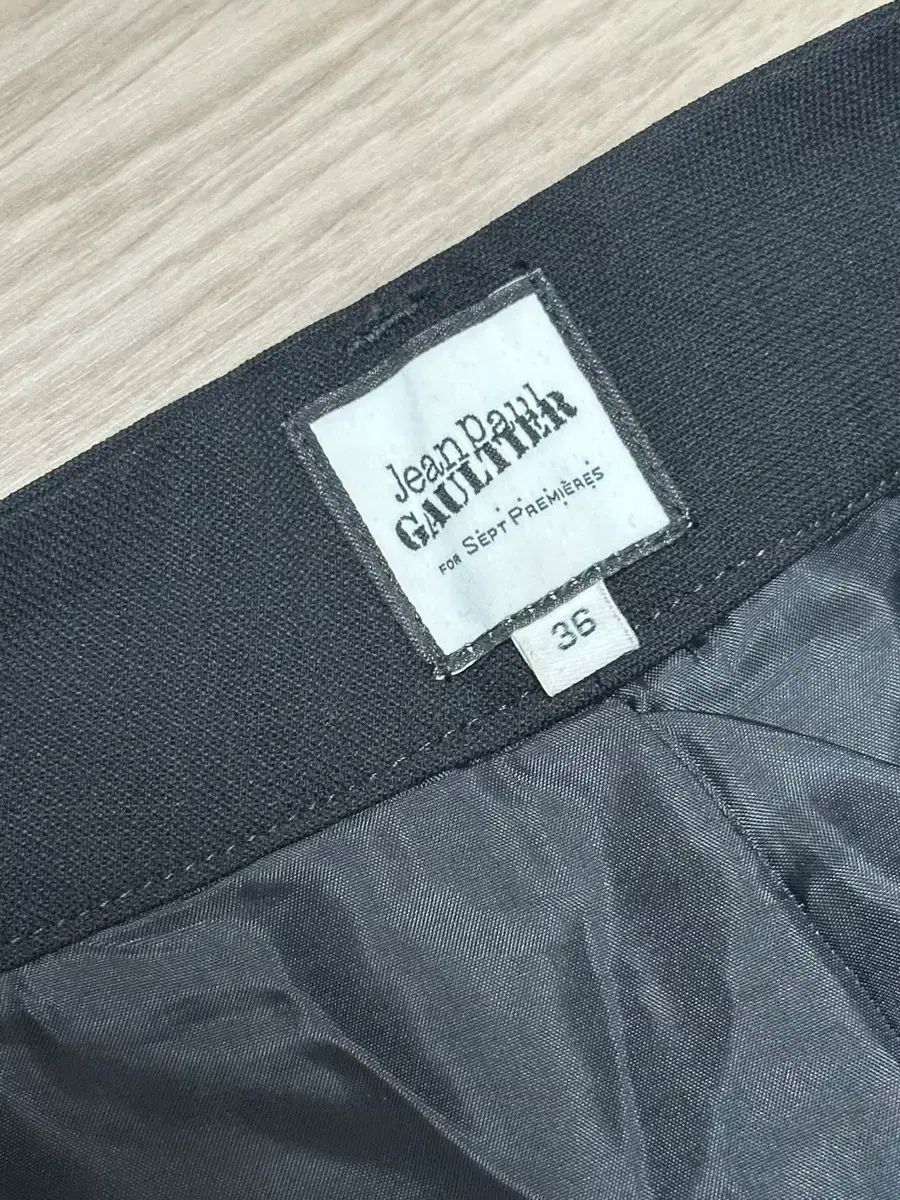 Jean Paul
GAULTIER
FOR SEPT PREMIÈRES
36